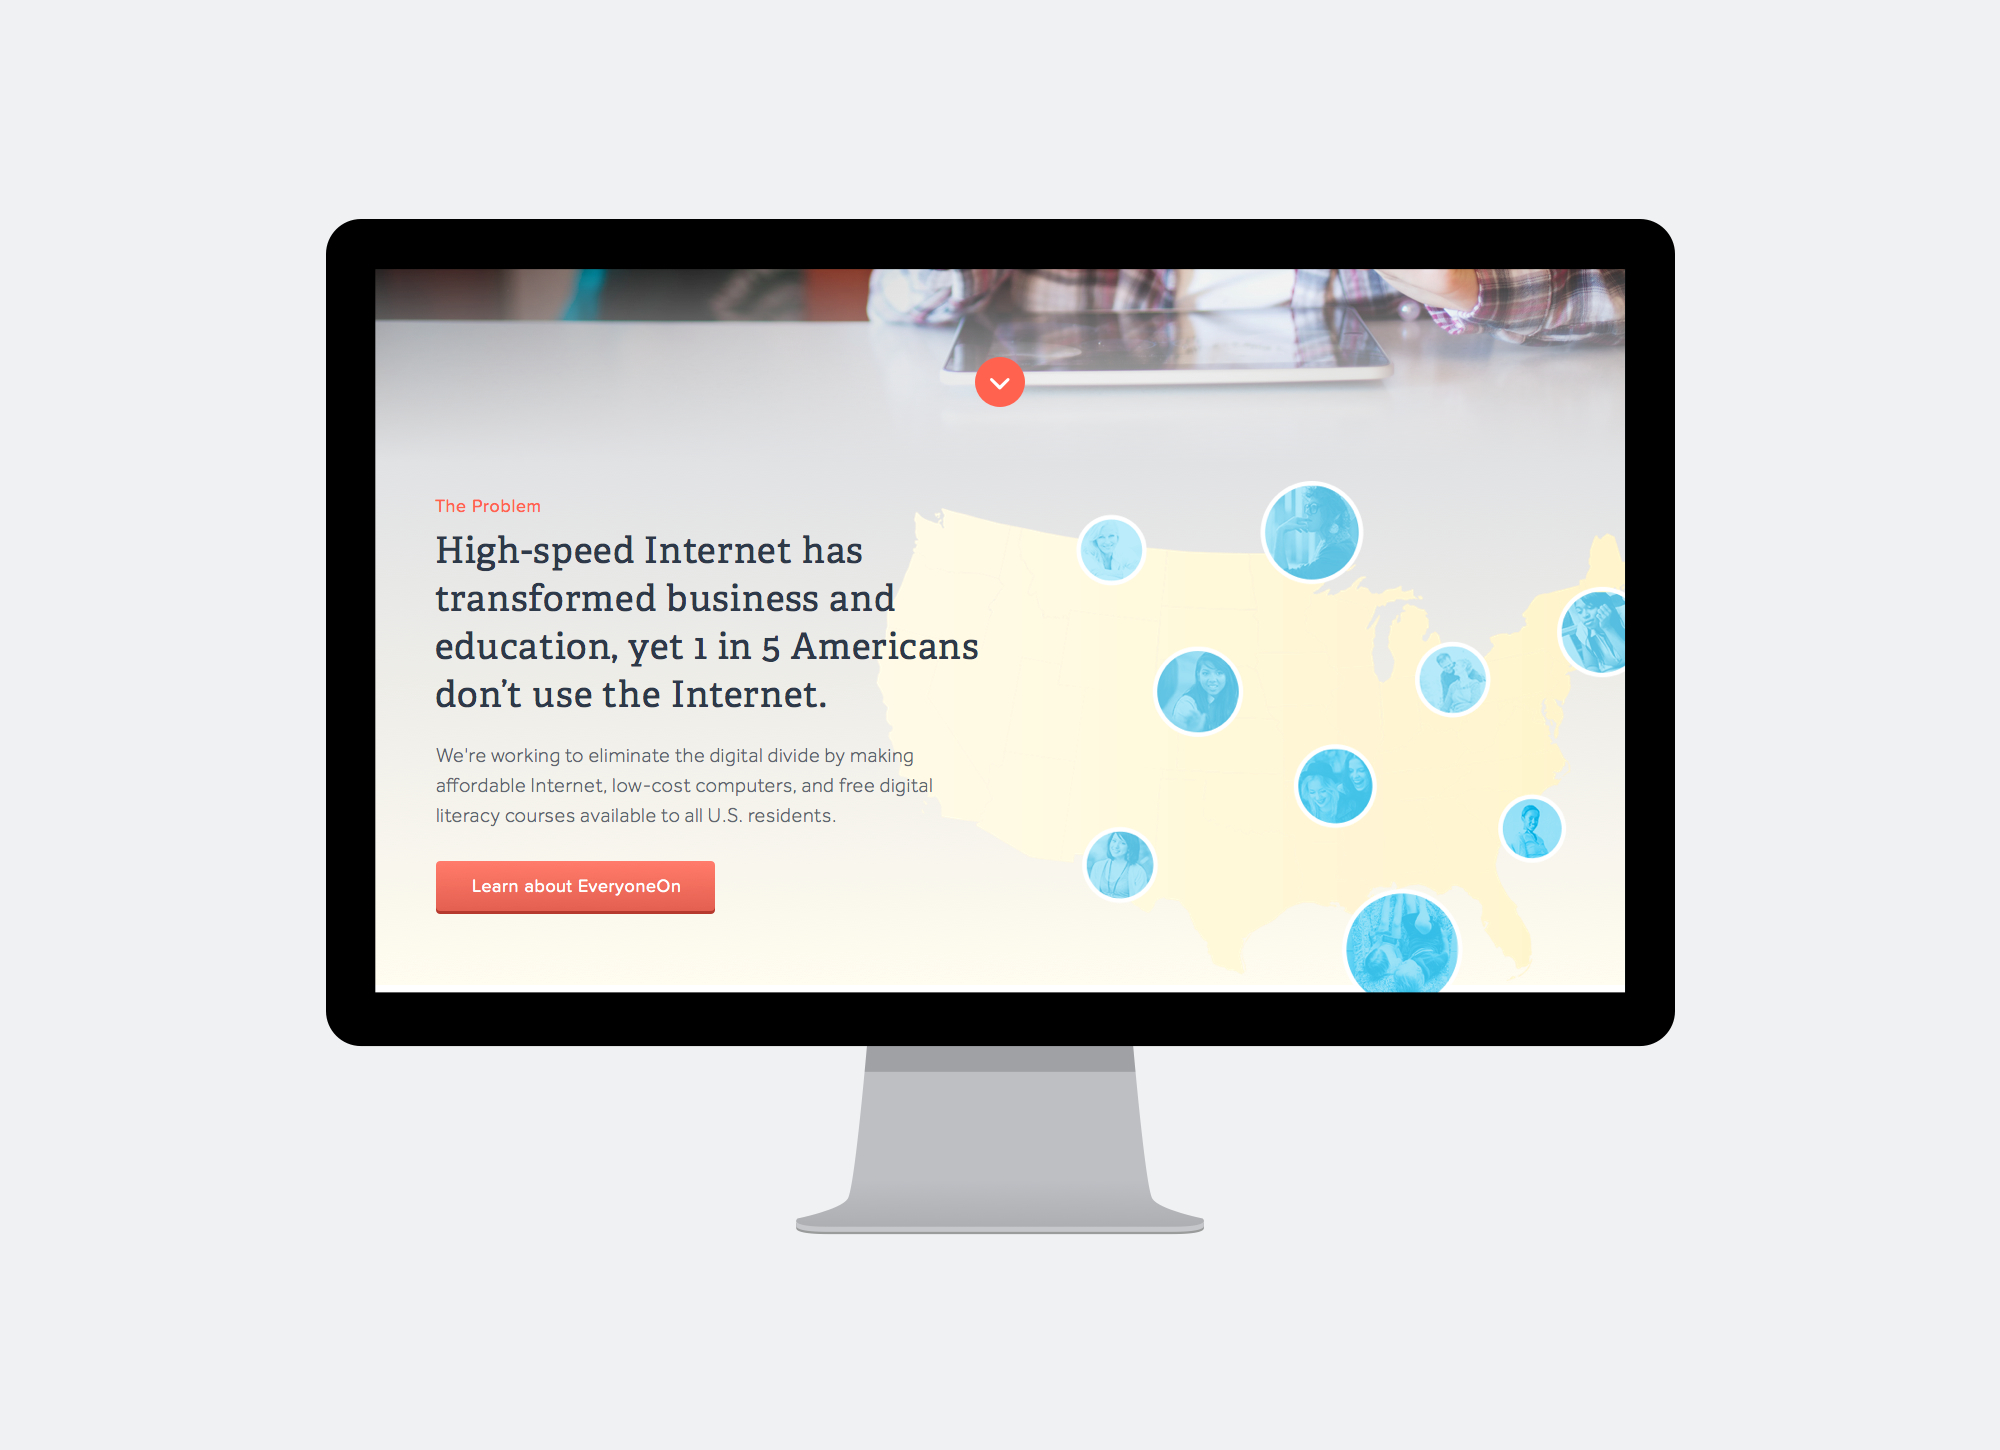 The Problem
High-speed Internet has
transformed business and
education, yet 1 in 5 Americans
don’t use the Internet.
We're working to eliminate the digital divide by making
affordable Internet, low-cost computers, and free digital
literacy courses available to all U.S. residents.
Learn about EveryoneOn